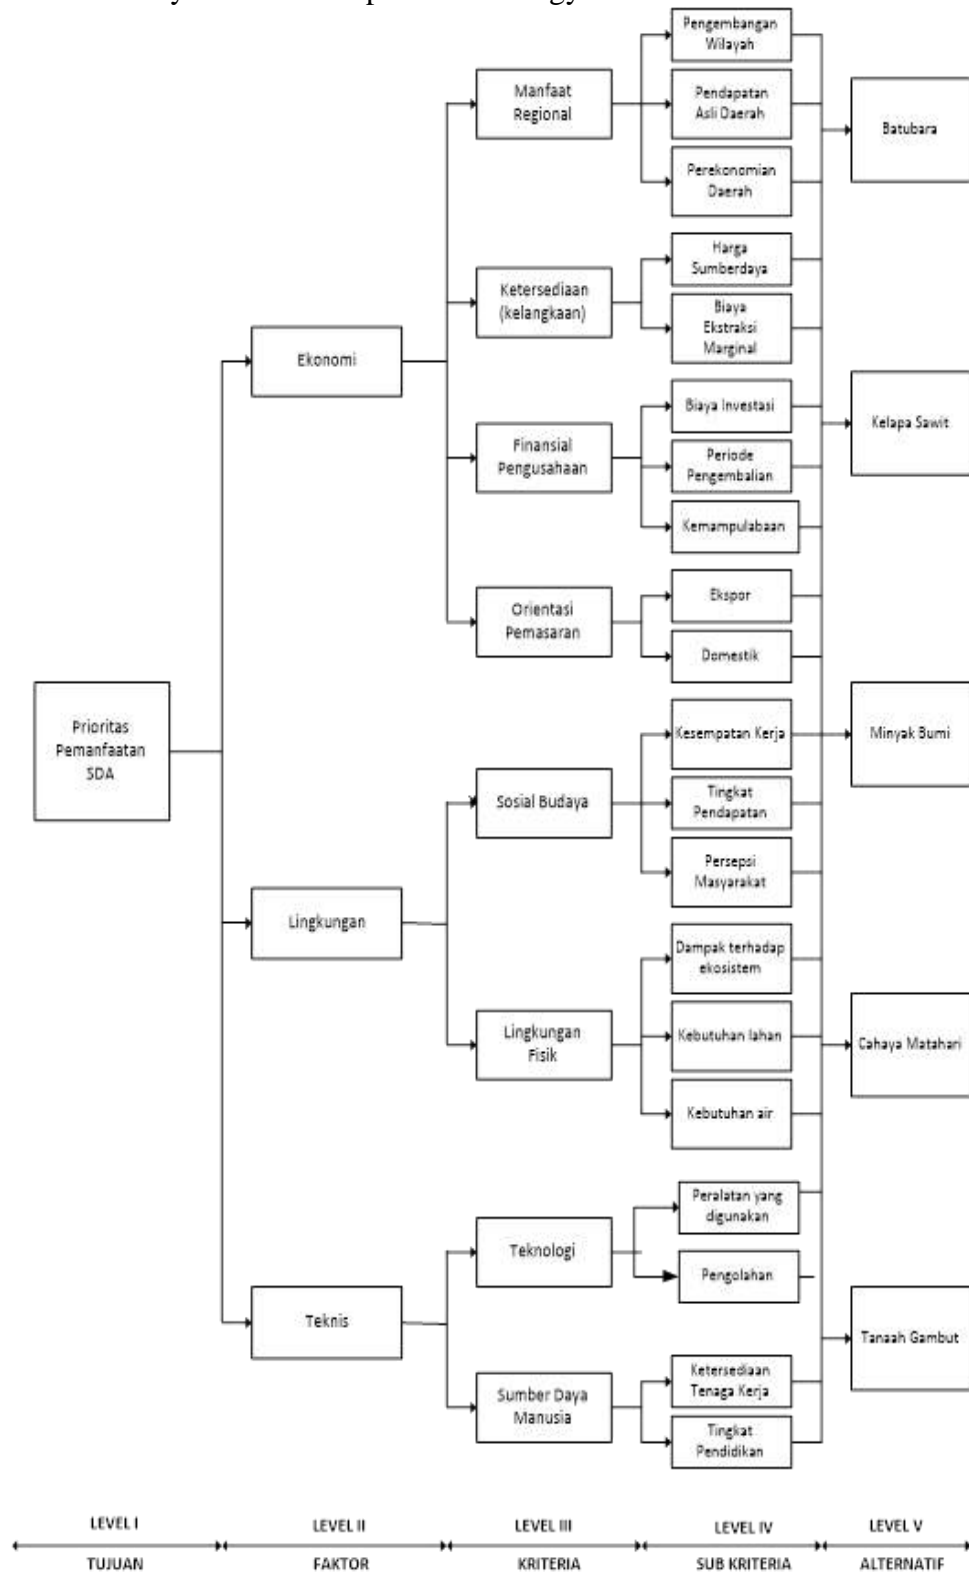 Pengembangan
Wilayah
Manfaat
Regional
Pendapatan
Asli Daerah
Batubara
Perekonomian
Daerah
Harga
Sumberdaya
Ketersediaan
(kelangkaan)
Biaya
Ekstraksi
Marginal
Ekonomi
Biaya Investasi
Kelapa Sawit
Finansial
Pengusahaan
Periode
Pengembalian
Kemampulabaan
Ekspor
Orientasi
Pemasaran
Domestik
Prioritas
Pemanfaatan
SDA
Kesempatan Kerja
Minyak Bumi
Sosial Budaya
Tingkat
Pendapatan
Persepsi
Masyarakat
Lingkungan
Dampak terhadap
ekosistem
Lingkungan
Fisik
Kebutuhan lahan
Cahaya Matahari
Kebutuhan air
Peralatan yang
digunakan
Teknologi
Pengolahan
Teknis
Tanaah Gambut
Ketersediaan
Tenaga Kerja
Sumber Daya
Manusia
Tingkat
Pendidikan
LEVEL I
LEVEL II
LEVEL III
LEVEL IV
LEVEL V
TUJUAN
FAKTOR
KRITERIA
SUB KRITERIA
ALTERNATIF